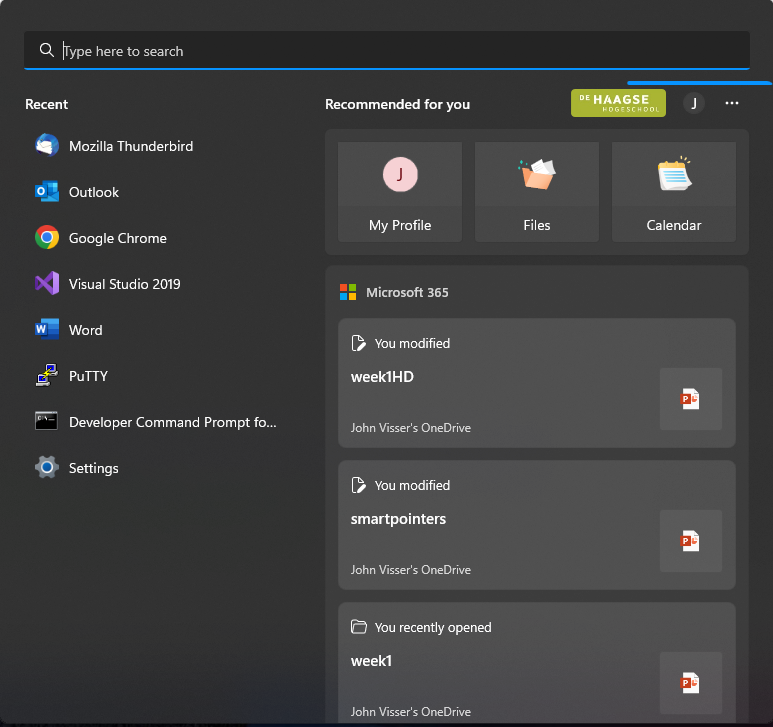 Type here to search
Recent
Mozilla Thunderbird
Outlook
Google Chrome
Visual Studio 2019
Word
PuTTY
Developer Command Prompt fo...
Settings
Recommended for you
DE HAAGSE
HOGESCHOOL
J
J
My Profile
Files
Calendar
Microsoft 365
You modified
week1HD
John Visser's OneDrive
You modified
smartpointers
John Visser's OneDrive
You recently opened
week1
John Visser's OneDrive